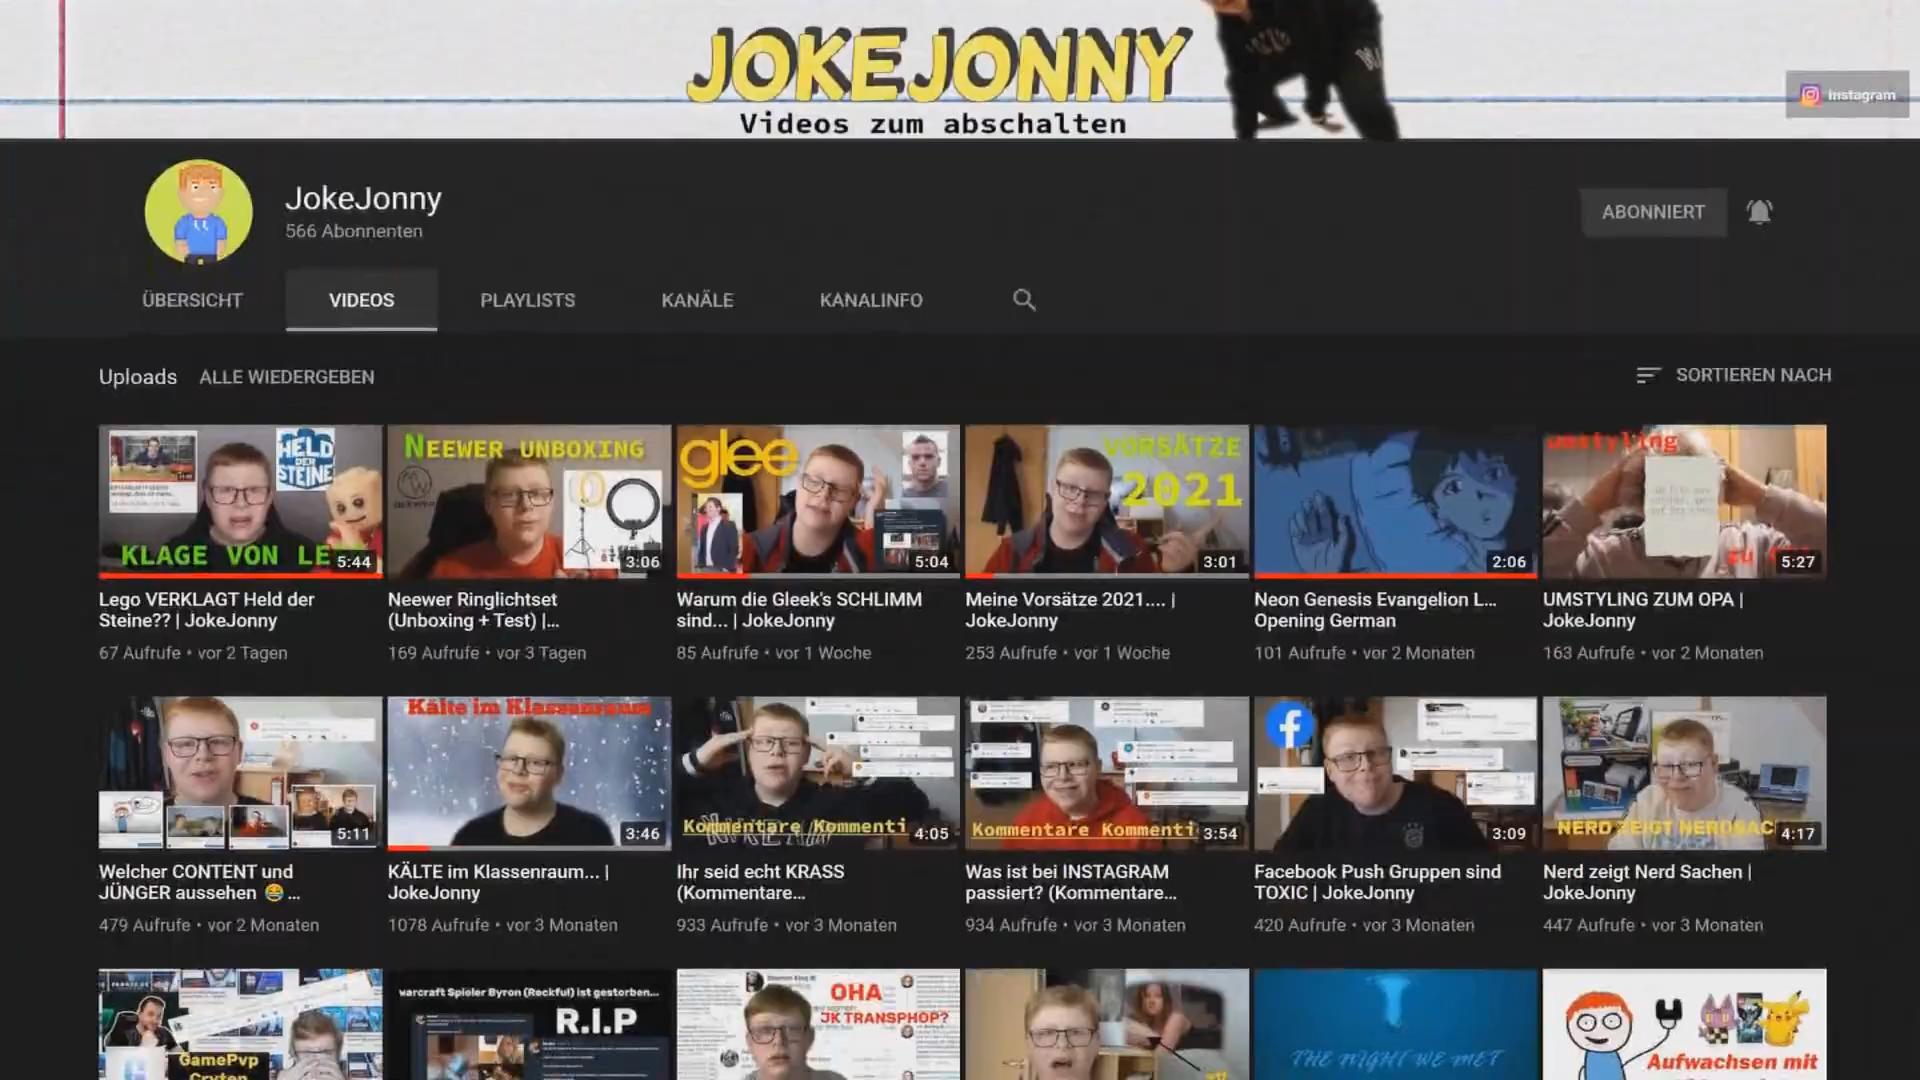 JOKEJONNY
Videos zum abschalten
Instagram
JokeJonny
566 Abonnenten
ABONNIERT
ÜBERSICHT
VIDEOS
PLAYLISTS
KANÄLE
KANALINFO
Uploads
ALLE WIEDERGEBEN
SORTIEREN NACH
HELD
DER
STEINE
KLAGE VON LE
5:44
NEEWER UNBOXING
3:06
glee
5:04
VORSÄTZE
2021
3:01
2:06
umstyling
5:27
Lego VERKLAGT Held der
Steine?? | JokeJonny
67 Aufrufe • vor 2 Tagen
Neewer Ringlichtset
(Unboxing + Test) |...
169 Aufrufe • vor 3 Tagen
Warum die Gleek's SCHLIMM
sind... | JokeJonny
85 Aufrufe • vor 1 Woche
Meine Vorsätze 2021.... |
JokeJonny
253 Aufrufe • vor 1 Woche
Neon Genesis Evangelion L...
Opening German
101 Aufrufe • vor 2 Monaten
UMSTYLING ZUM OPA |
JokeJonny
163 Aufrufe • vor 2 Monaten
5:11
Kälte im Klassenraum
3:46
Kommentare Kommenti
4:05
Kommentare Kommenti
3:54
3:09
NERD ZEIGT NERDSAC
4:17
Welcher CONTENT und
JÜNGER aussehen 😂 ...
479 Aufrufe • vor 2 Monaten
KÄLTE im Klassenraum... |
JokeJonny
1078 Aufrufe • vor 3 Monaten
Ihr seid echt KRASS
(Kommentare...
933 Aufrufe • vor 3 Monaten
Was ist bei INSTAGRAM
passiert? (Kommentare...
934 Aufrufe • vor 3 Monaten
Facebook Push Gruppen sind
TOXIC | JokeJonny
420 Aufrufe • vor 3 Monaten
Nerd zeigt Nerd Sachen |
JokeJonny
447 Aufrufe • vor 3 Monaten
GamePvp
warcraft Spieler Byron (Reckful) ist gestorben...
R.I.P
OHA
JK TRANSPHOP?
THE NIGHT WE MET
Aufwachsen mit